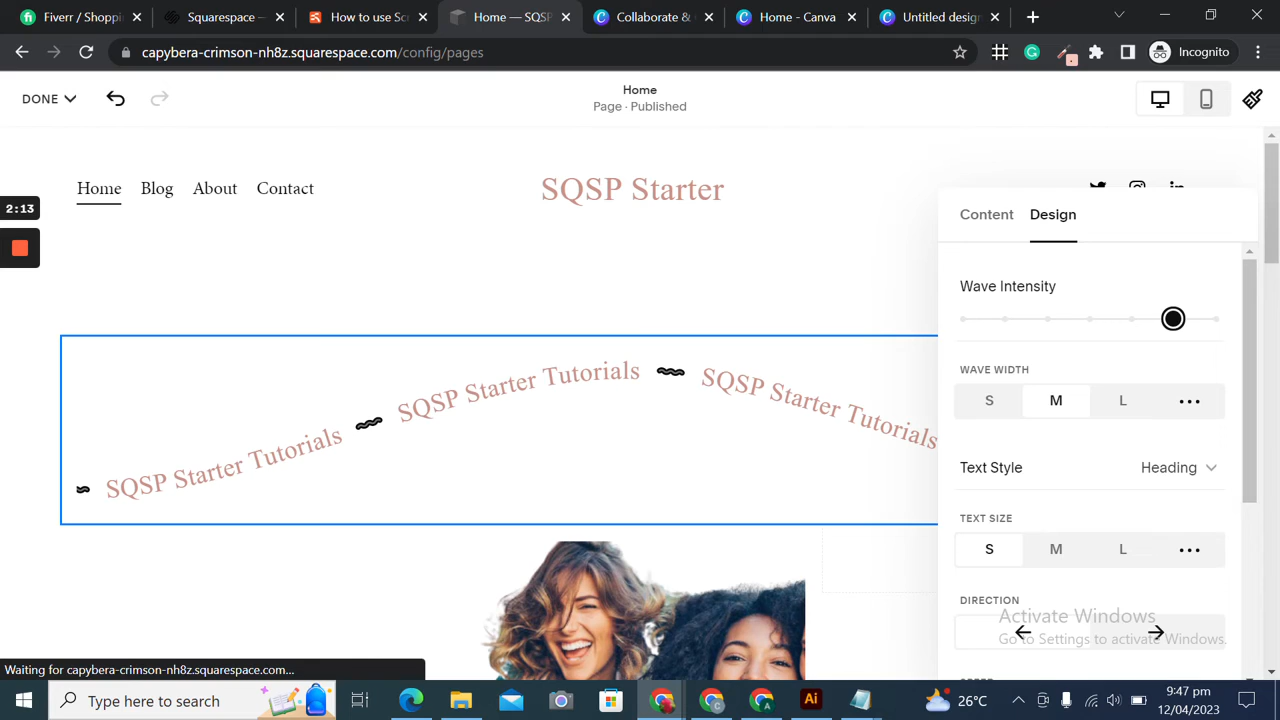 Fiverr / Shoppi
Squarespace –
How to use Scr
Home — SQSP
Collaborate &
Home - Canva
Untitled design
capybera-crimson-nh8z.squarespace.com/config/pages
Incognito
DONE
Home
Page · Published
Home Blog About Contact
SQSP Starter
2:13
Content Design
Wave Intensity
WAVE WIDTH
S M L
SQSP Starter Tutorials SQSP Starter Tutorials SQSP Starter Tutorials
Text Style Heading
TEXT SIZE
S M L
DIRECTION
Activate Windows
Go to Settings to activate Windows.
Waiting for capybera-crimson-nh8z.squarespace.com...
Type here to search
26°C
9:47 pm
12/04/2023